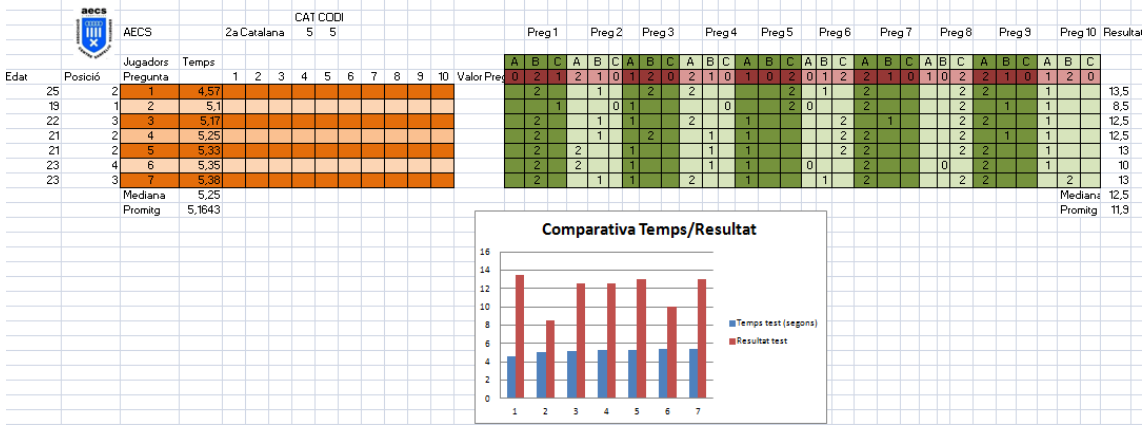 aecs
CAT CODI
AECS 2a Catalana 5 5 Preg 1 Preg 2 Preg 3 Preg 4 Preg 5 Preg 6 Preg 7 Preg 8 Preg 9 Preg 10 Resultat
Jugadors Temps A B C A B C A B C A B C A B C A B C A B C A B C A B C A B C
Edat Posició Pregunta 1 2 3 4 5 6 7 8 9 10 Valor Preg 0 2 1 2 1 0 1 2 0 2 1 0 1 0 2 0 1 2 2 1 0 1 0 2 2 1 0 1 2 0
25 2 1 4,57 2 1 2 2 2 1 2 2 2 1 13,5
19 1 2 5,1 1 0 1 0 2 0 2 2 1 1 8,5
22 3 3 5,17 2 1 1 2 1 2 1 2 2 1 12,5
21 2 4 5,25 2 1 2 1 1 2 2 2 1 1 12,5
21 2 5 5,33 2 2 1 1 1 2 2 2 2 1 13
23 4 6 5,35 2 2 1 1 1 0 2 0 2 1 10
23 3 7 5,38 2 1 1 2 1 1 2 2 2 2 13
Mediana 5,25 Mediana 12,5
Promitg 5,1643 Promitg 11,9
Comparativa Temps/Resultat
16
14
12
10
8
6
4
2
0
1 2 3 4 5 6 7
Temps test (segons)
Resultat test